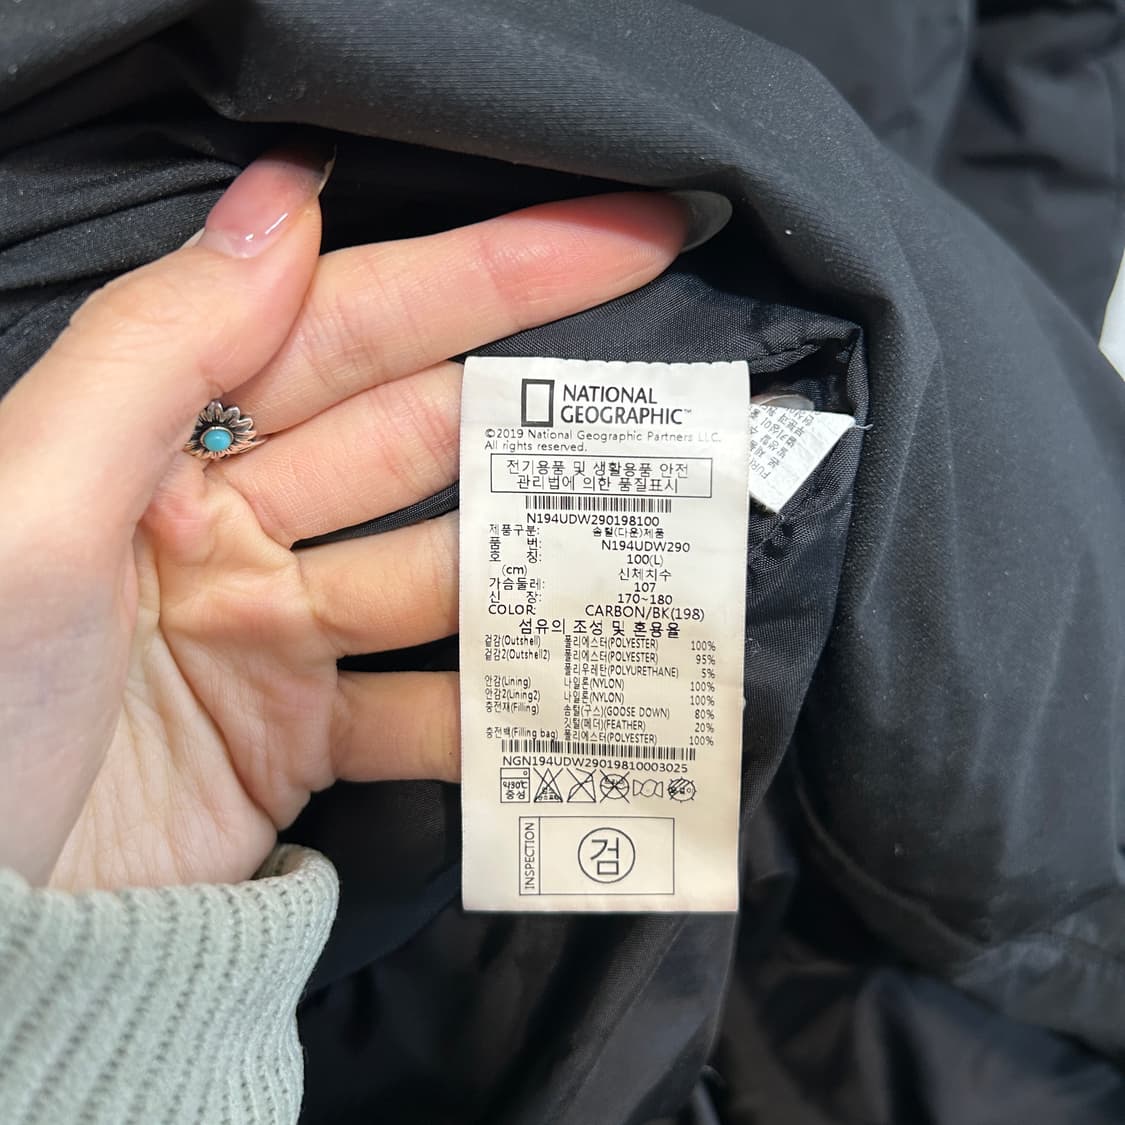 NATIONAL
GEOGRAPHIC™
©2019 National Geographic Partners LLC.
All rights reserved.
전기용품 및 생활용품 안전
관리법에 의한 품질표시
N194UDW290198100
제품구분: 솜털(다운)제품
품 번: N194UDW290
호 칭: 100(L)
(cm) 신체치수
가슴둘레: 107
신 장: 170~180
COLOR: CARBON/BK(198)
섬유의 조성 및 혼용율
겉감(Outshell) 폴리에스터(POLYESTER) 100%
겉감2(Outshell2) 폴리에스터(POLYESTER) 95%
폴리우레탄(POLYURETHANE) 5%
안감(Lining) 나일론(NYLON) 100%
안감2(Lining2) 나일론(NYLON) 100%
충전재(Filling) 솜털(구스)(GOOSE DOWN) 80%
깃털(페더)(FEATHER) 20%
충전백(Filling bag) 폴리에스터(POLYESTER) 100%
NGN194UDW29019810003025
약30℃
중성
INSPECTION
검